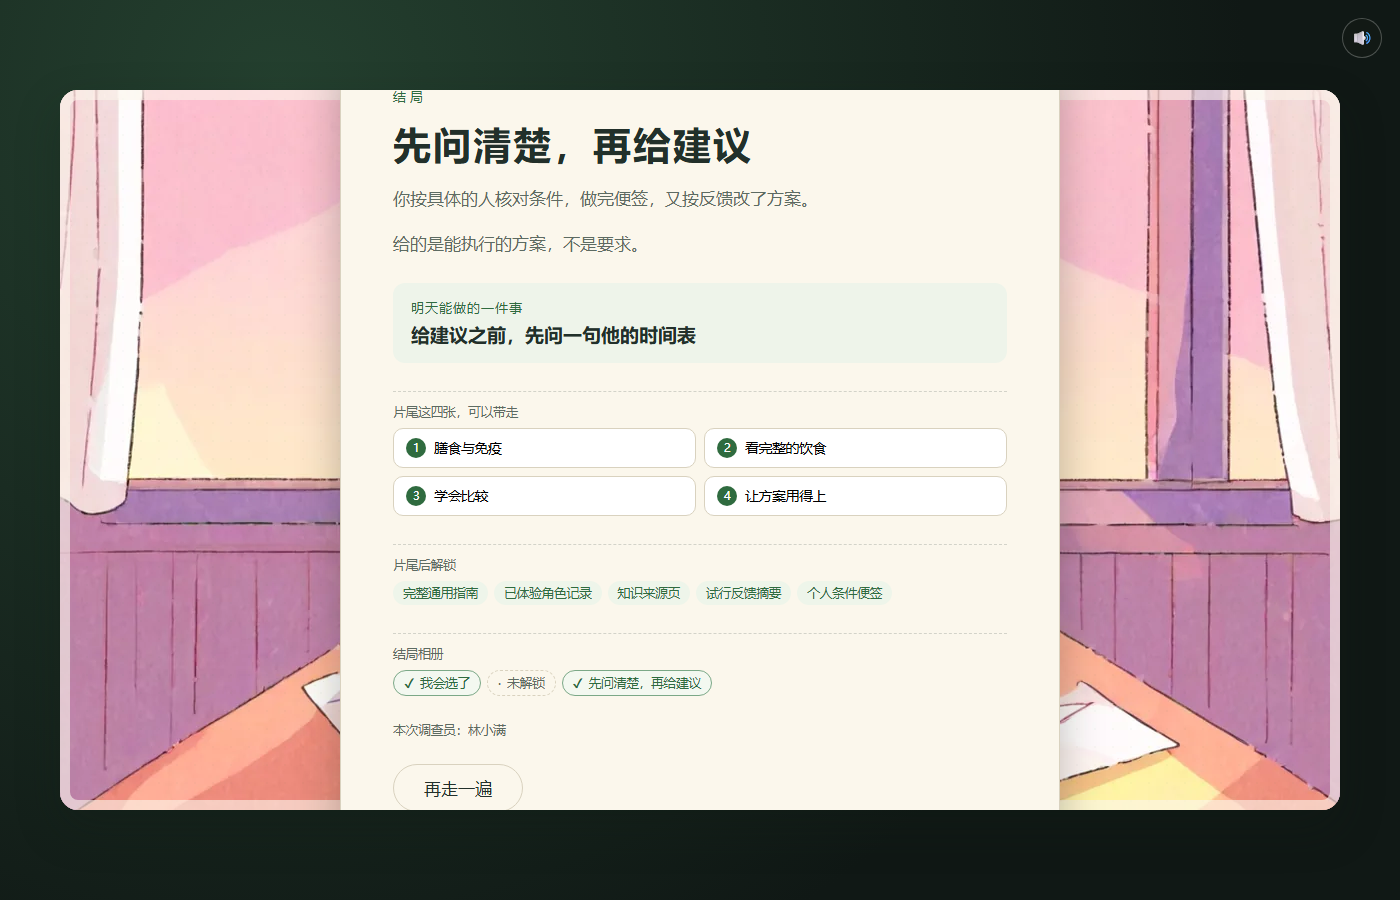 结局
先问清楚，再给建议
你按具体的人核对条件，做完便签，又按反馈改了方案。
给的是能执行的方案，不是要求。
明天能做的一件事
给建议之前，先问一句他的时间表
片尾这四张，可以带走
1 膳食与免疫
2 看完整的饮食
3 学会比较
4 让方案用得上
片尾后解锁
完整通用指南 已体验角色记录 知识来源页 试行反馈摘要 个人条件便签
结局相册
✓ 我会选了 · 未解锁 ✓ 先问清楚，再给建议
本次调查员：林小满
再走一遍